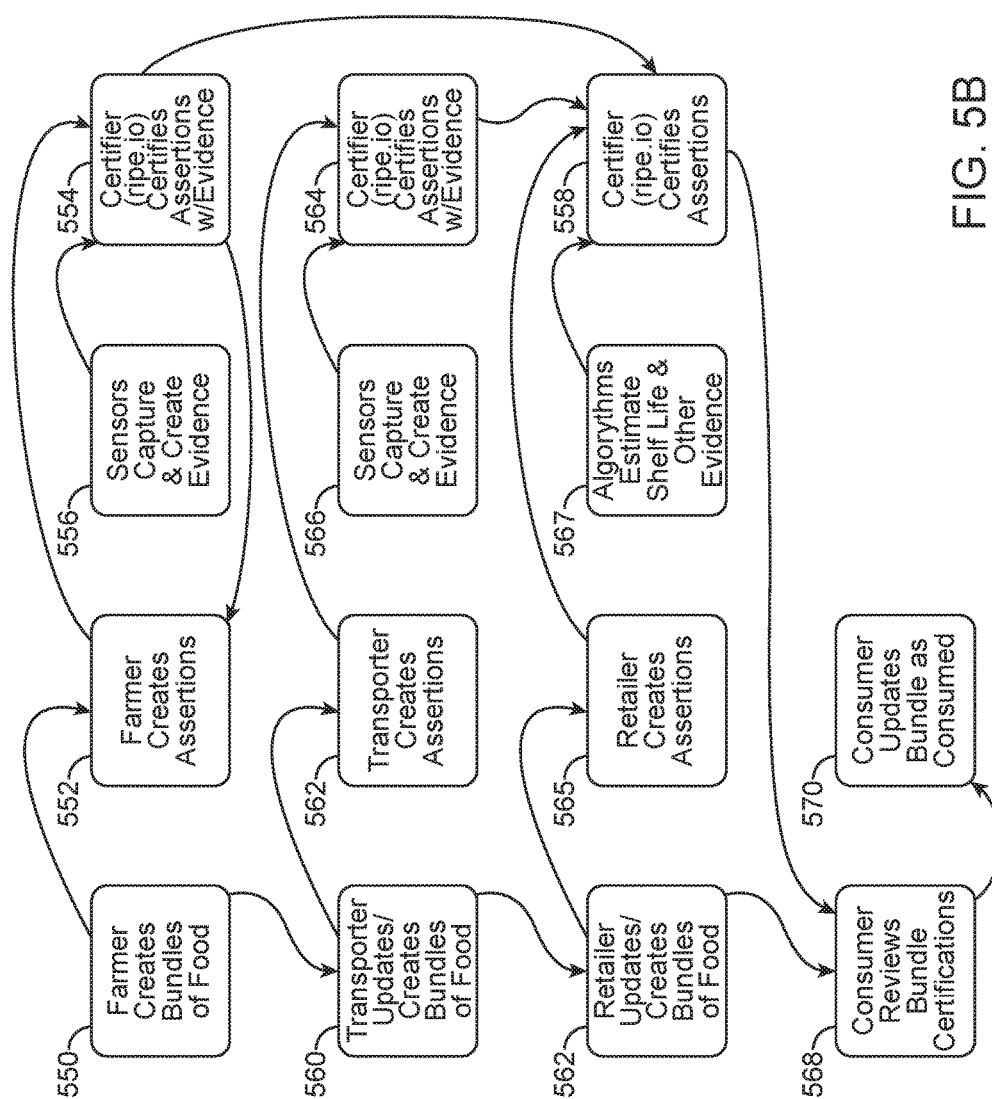 550
Farmer
Creates
Bundles
of Food
552
Farmer
Creates
Assertions
556
Sensors
Capture
& Create
Evidence
554
Certifier
(ripe.io)
Certifies
Assertions
w/Evidence
560
Transporter
Updates/
Creates
Bundles
of Food
562
Transporter
Creates
Assertions
566
Sensors
Capture
& Create
Evidence
564
Certifier
(ripe.io)
Certifies
Assertions
w/Evidence
562
Retailer
Updates/
Creates
Bundles
of Food
565
Retailer
Creates
Assertions
567
Algorythms
Estimate
Shelf Life &
Other
Evidence
558
Certifier
(ripe.io)
Certifies
Assertions
568
Consumer
Reviews
Bundle
Certifications
570
Consumer
Updates
Bundle as
Consumed
FIG. 5B